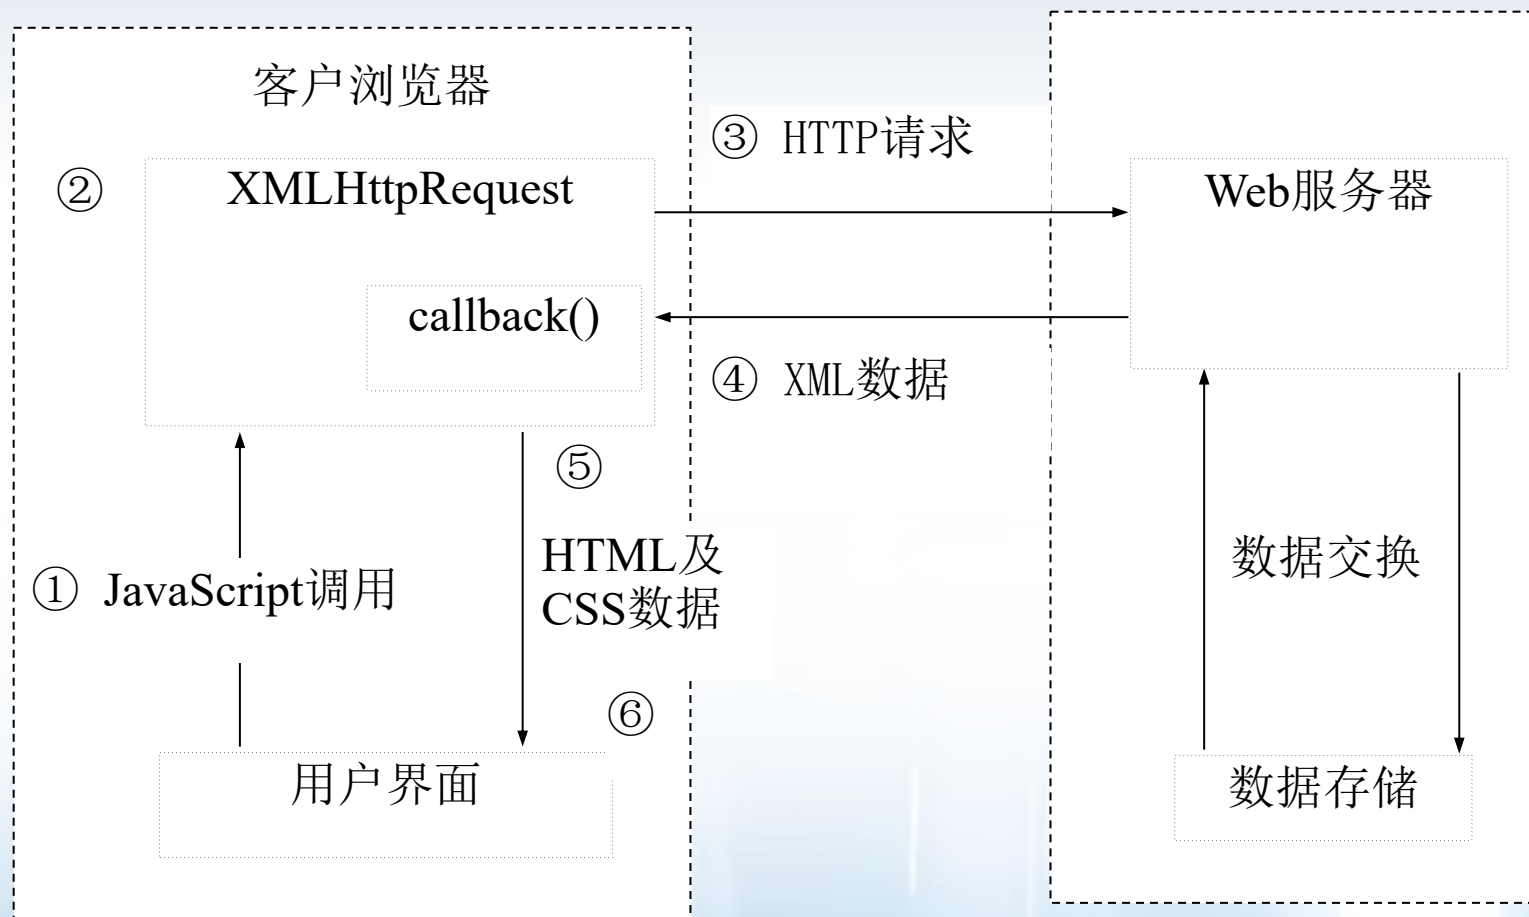 客户浏览器
③ HTTP请求
② XMLHttpRequest
Web服务器
callback()
④ XML数据
⑤
HTML及
CSS数据
数据交换
① JavaScript调用
⑥
用户界面
数据存储